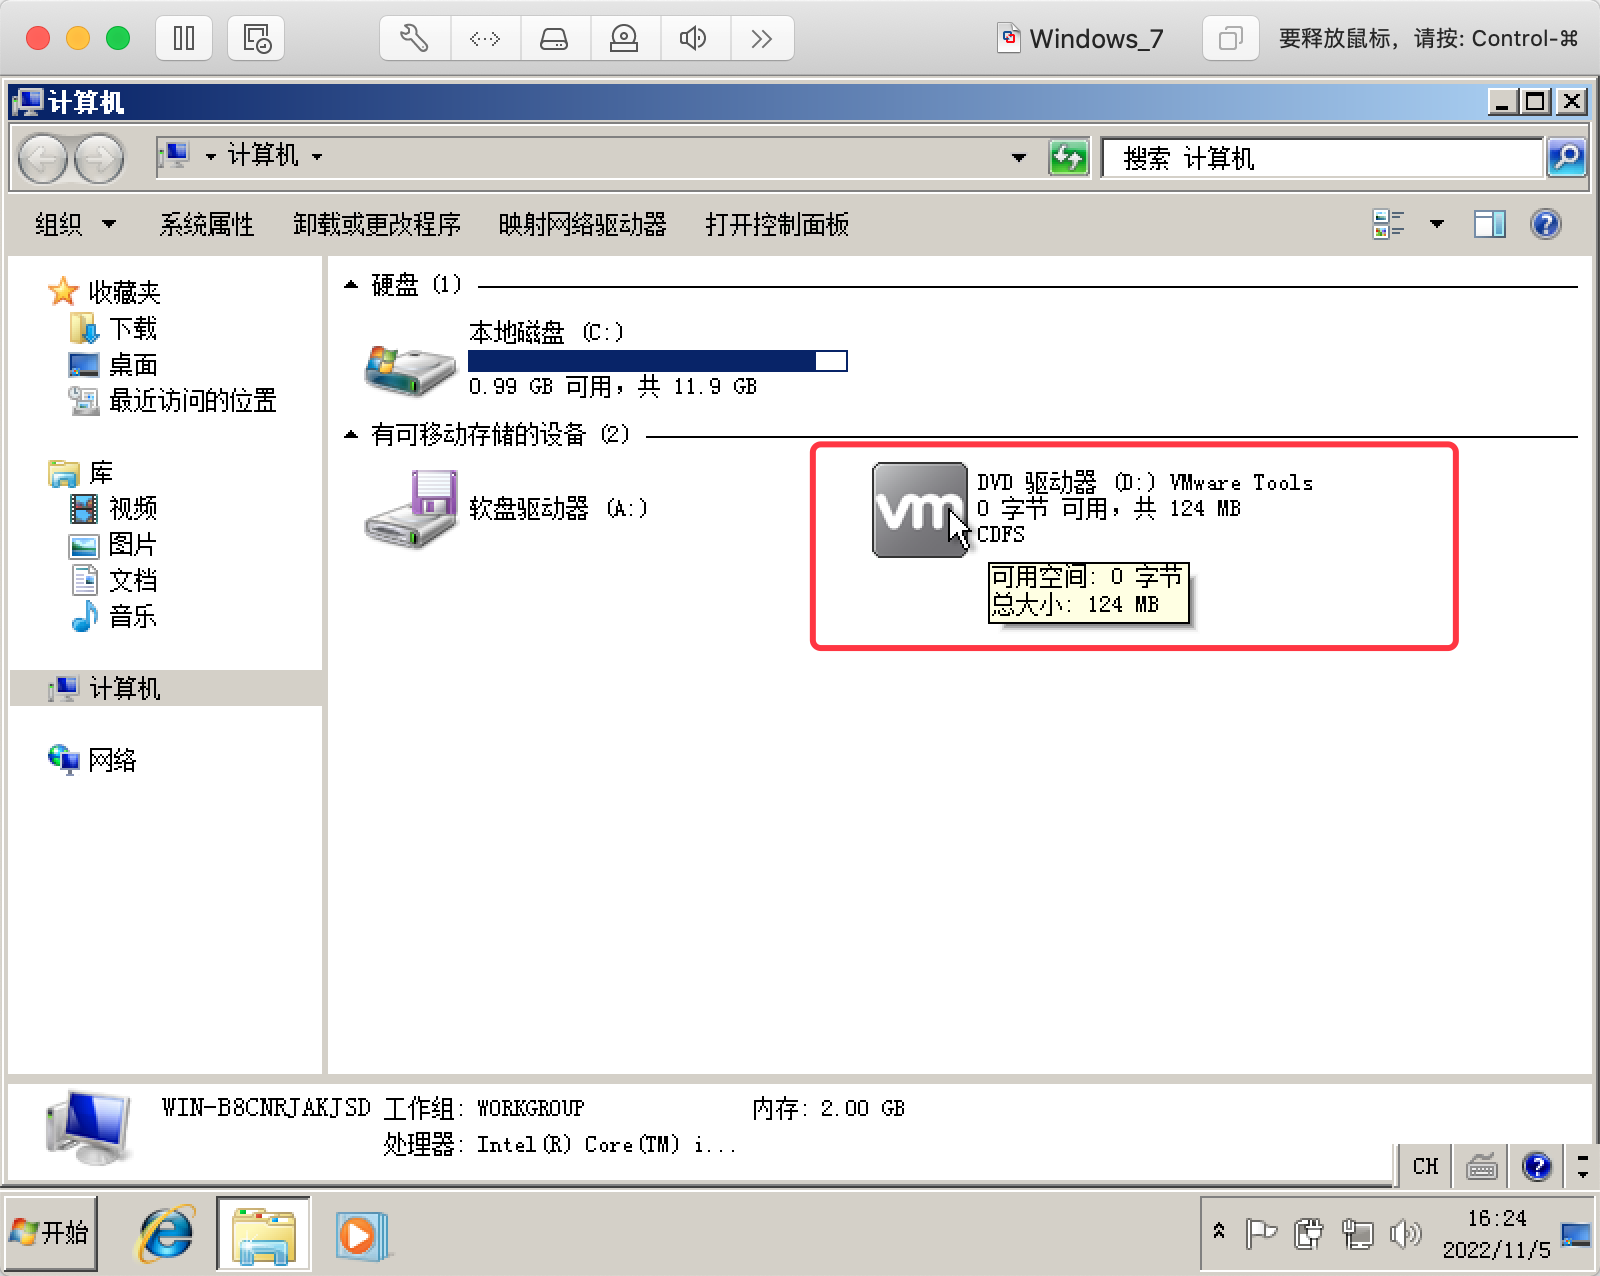 Windows_7
要释放鼠标，请按: Control-⌘
计算机
计算机
搜索 计算机
组织 系统属性 卸载或更改程序 映射网络驱动器 打开控制面板
收藏夹
下载
桌面
最近访问的位置
库
视频
图片
文档
音乐
计算机
网络
硬盘 (1)
本地磁盘 (C:)
0.99 GB 可用，共 11.9 GB
有可移动存储的设备 (2)
软盘驱动器 (A:)
vm
DVD 驱动器 (D:) VMware Tools
0 字节 可用，共 124 MB
CDFS
可用空间: 0 字节
总大小: 124 MB
WIN-B8CNRJAKJSD 工作组: WORKGROUP 内存: 2.00 GB
处理器: Intel(R) Core(TM) i...
CH
开始
16:24
2022/11/5